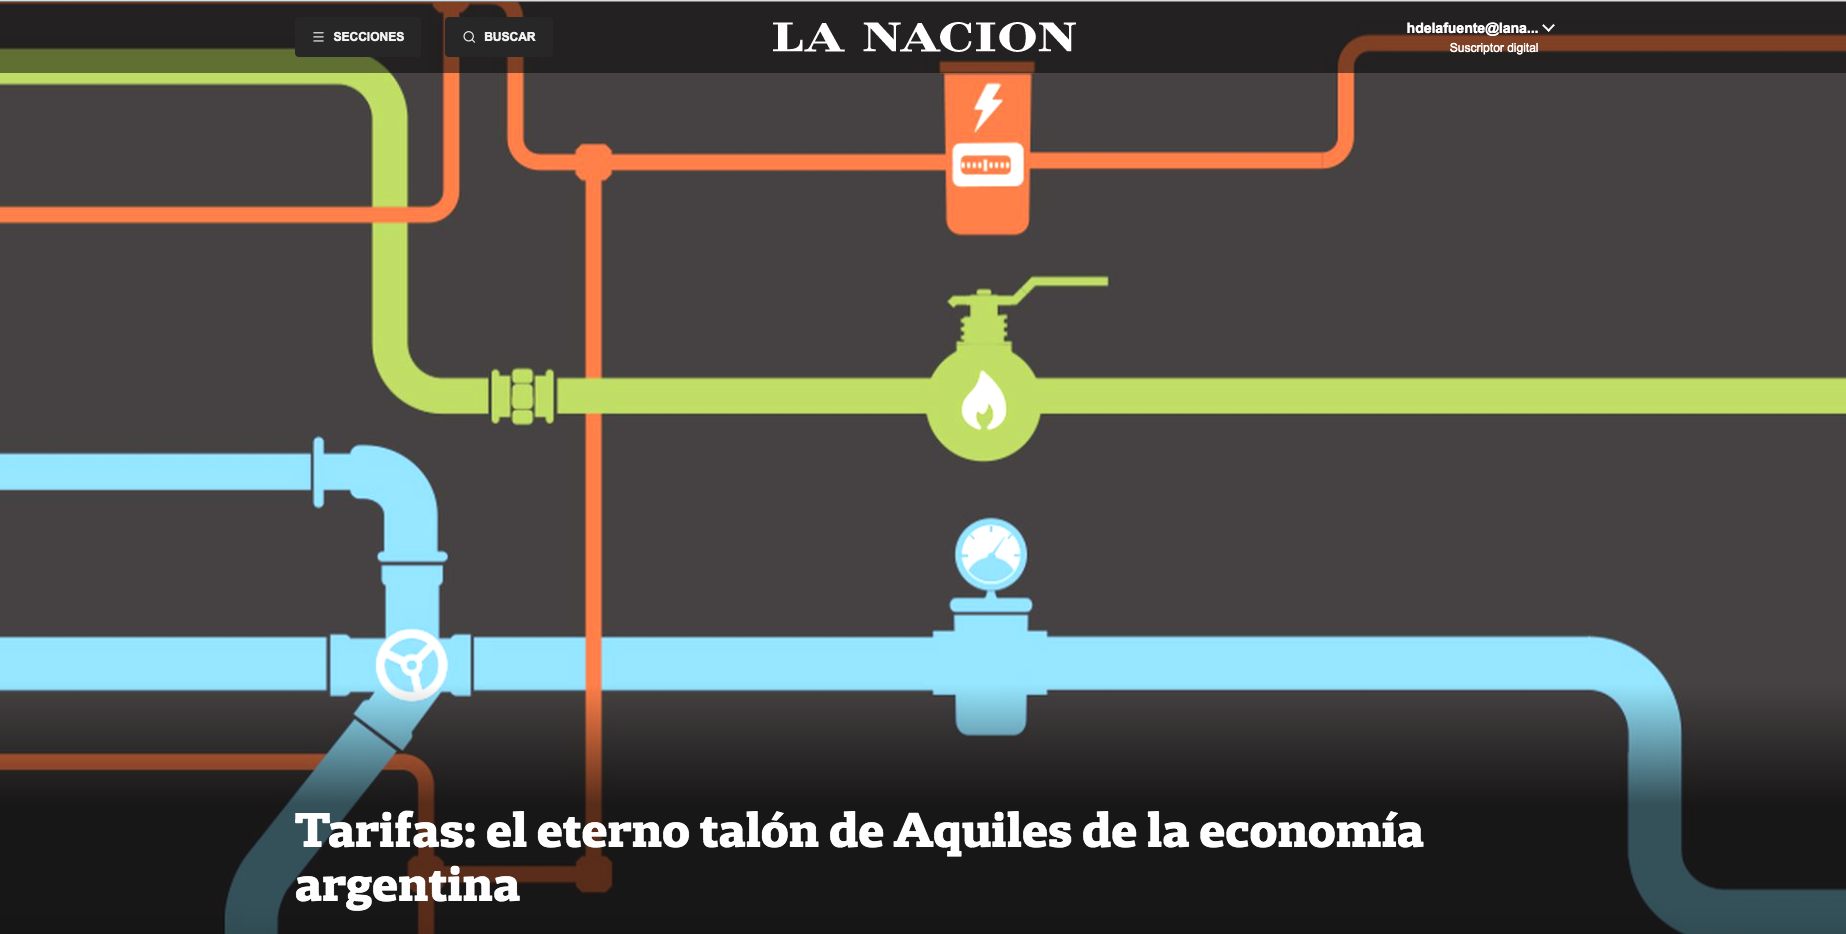 SECCIONES
BUSCAR
LA NACION
hdelafuente@lana...
Suscriptor digital
Tarifas: el eterno talón de Aquiles de la economía
argentina